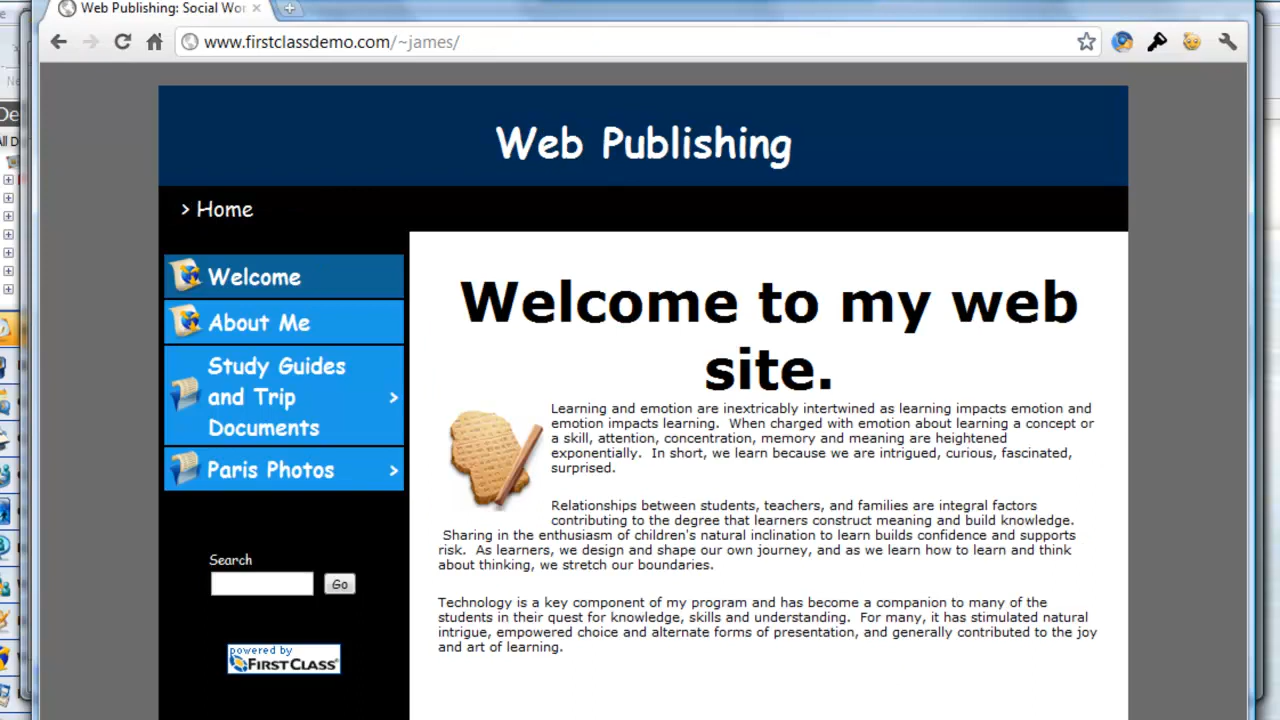 Web Publishing: Social Wor
www.firstclassdemo.com/~james/
Web Publishing
> Home
Welcome
About Me
Study Guides
and Trip
Documents
>
Paris Photos >
Search
Go
powered by
FIRSTCLASS
Welcome to my web
site.
Learning and emotion are inextricably intertwined as learning impacts emotion and
emotion impacts learning.  When charged with emotion about learning a concept or
a skill, attention, concentration, memory and meaning are heightened
exponentially.  In short, we learn because we are intrigued, curious, fascinated,
surprised.
Relationships between students, teachers, and families are integral factors
contributing to the degree that learners construct meaning and build knowledge.
Sharing in the enthusiasm of children's natural inclination to learn builds confidence and supports
risk.  As learners, we design and shape our own journey, and as we learn how to learn and think
about thinking, we stretch our boundaries.
Technology is a key component of my program and has become a companion to many of the
students in their quest for knowledge, skills and understanding.  For many, it has stimulated natural
intrigue, empowered choice and alternate forms of presentation, and generally contributed to the joy
and art of learning.